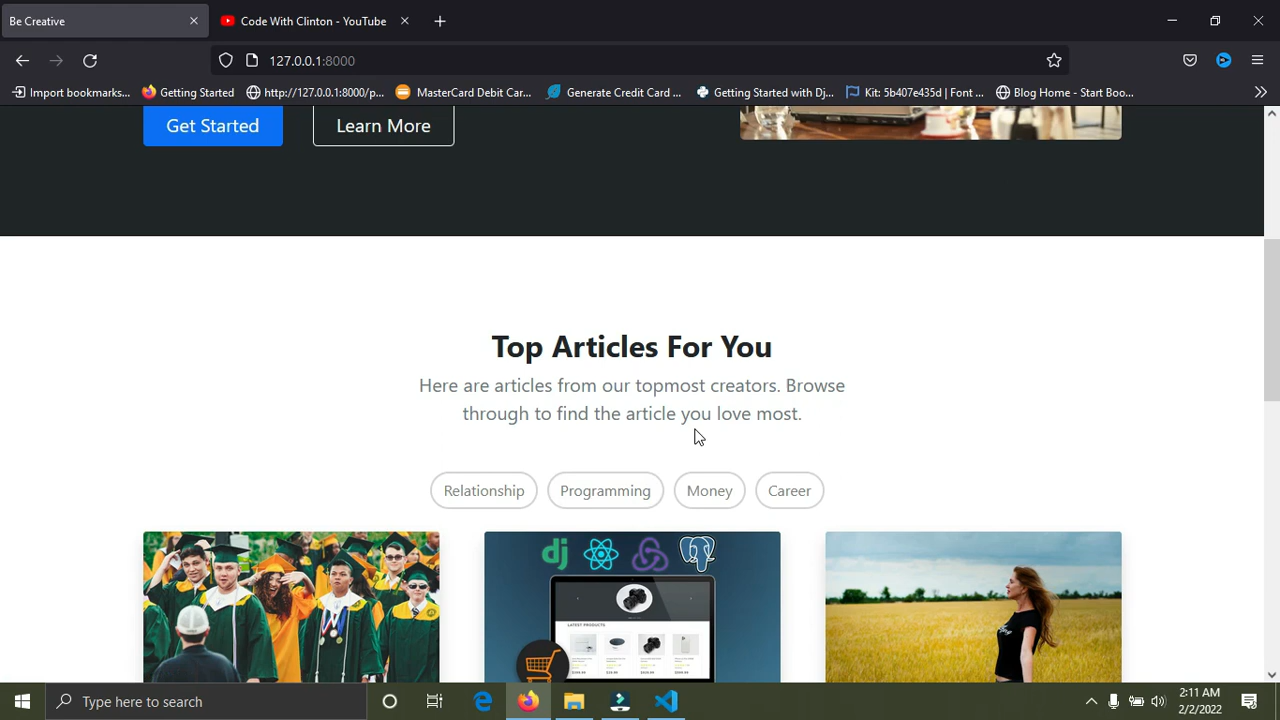 Be Creative
Code With Clinton - YouTube
127.0.0.1:8000
Import bookmarks...
Getting Started
http://127.0.0.1:8000/p...
MasterCard Debit Car...
Generate Credit Card ...
Getting Started with Dj...
Kit: 5b407e435d | Font ...
Blog Home - Start Boo...
Get Started
Learn More
Top Articles For You
Here are articles from our topmost creators. Browse
through to find the article you love most.
Relationship
Programming
Money
Career
dj
LATEST PRODUCTS
Type here to search
2:11 AM
2/2/2022